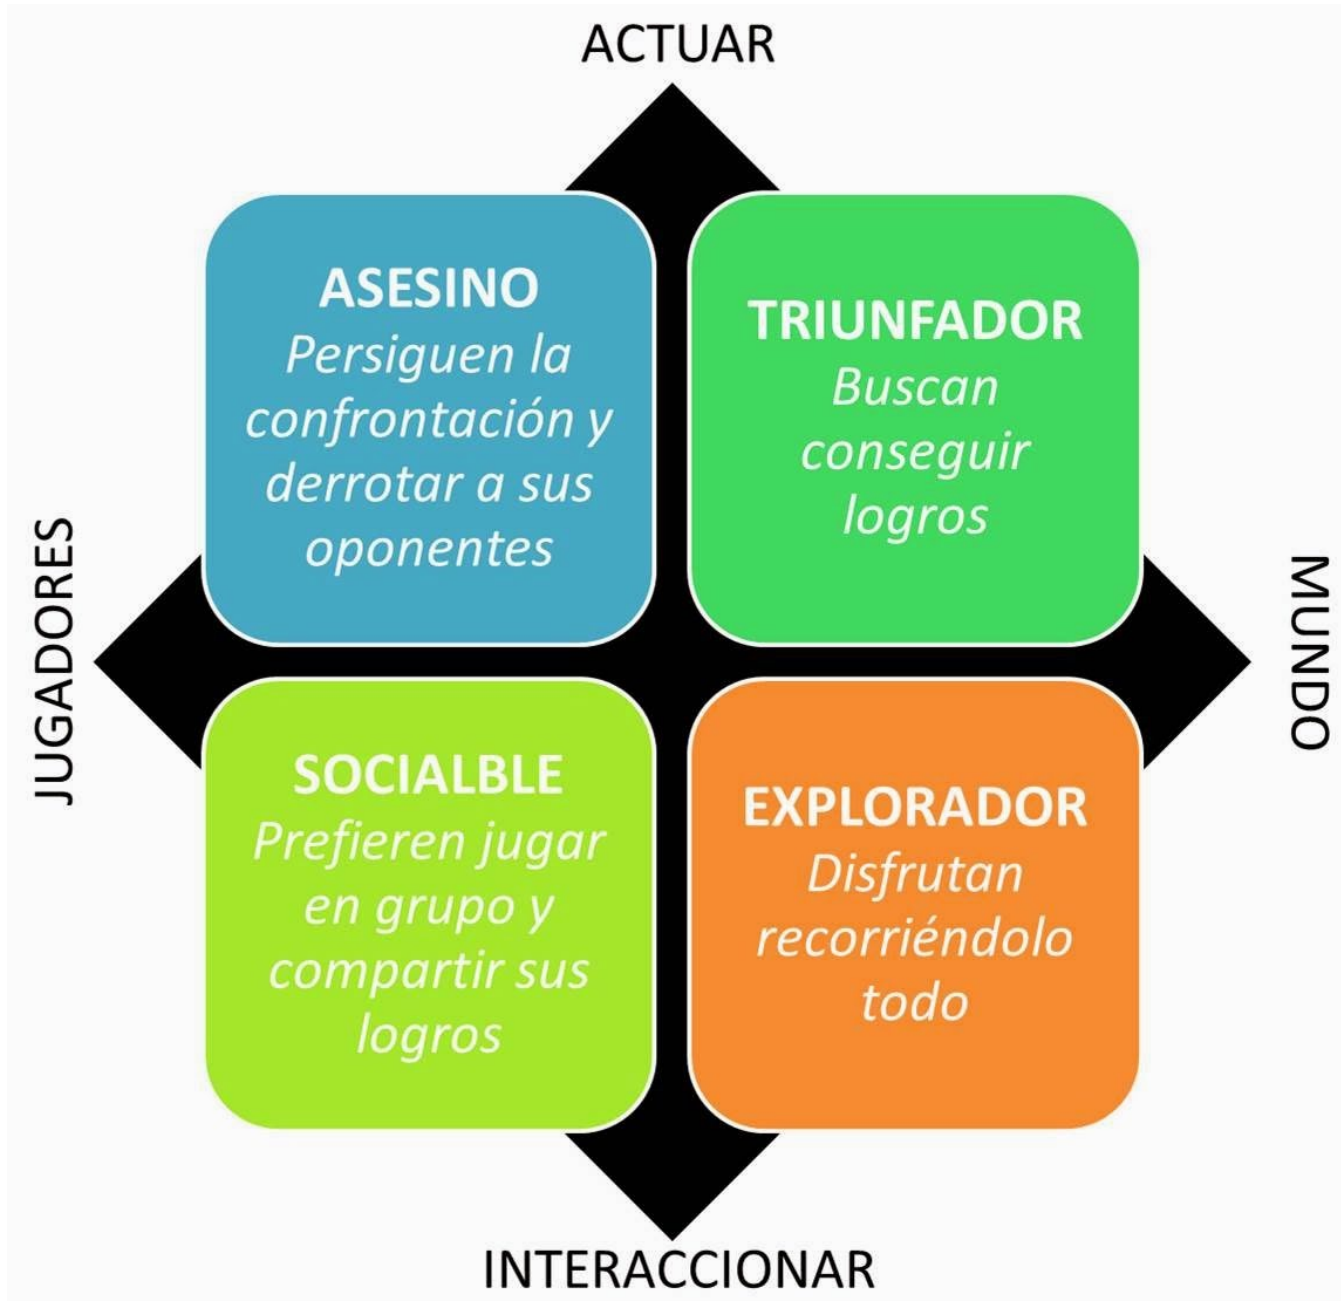 ACTUAR
ASESINO
Persiguen la
confrontación y
derrotar a sus
oponentes
TRIUNFADOR
Buscan
conseguir
logros
JUGADORES
MUNDO
SOCIALBLE
Prefieren jugar
en grupo y
compartir sus
logros
EXPLORADOR
Disfrutan
recorriéndolo
todo
INTERACCIONAR